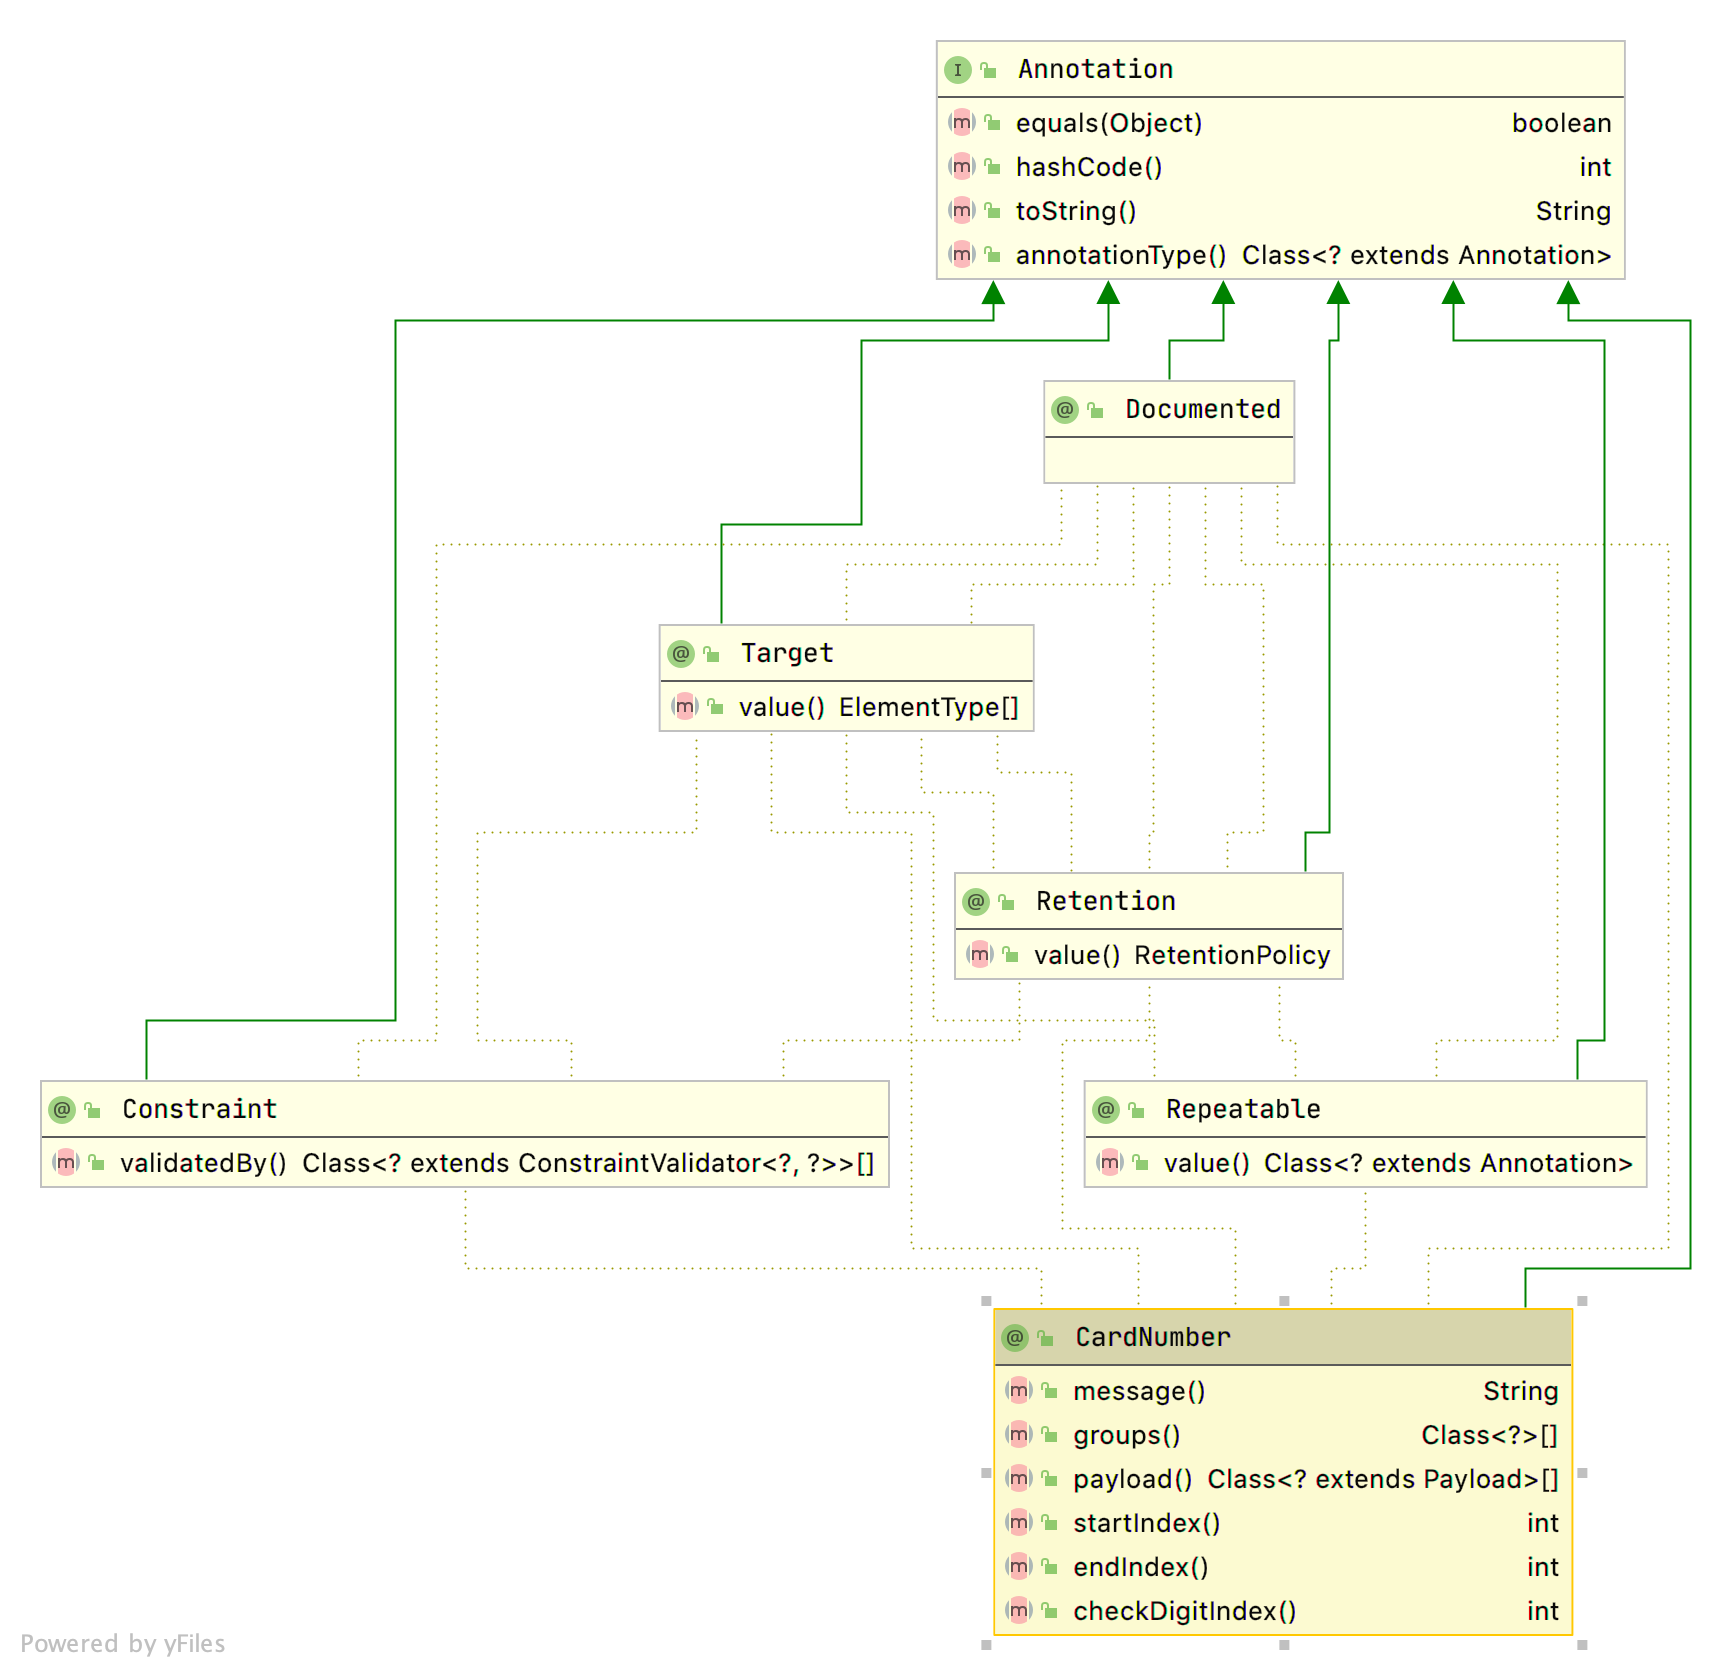 I Annotation
m equals(Object) boolean
m hashCode() int
m toString() String
m annotationType() Class<? extends Annotation>
@ Documented
@ Target
m value() ElementType[]
@ Retention
m value() RetentionPolicy
@ Constraint
m validatedBy() Class<? extends ConstraintValidator<?, ?>>[]
@ Repeatable
m value() Class<? extends Annotation>
@ CardNumber
m message() String
m groups() Class<?>[]
m payload() Class<? extends Payload>[]
m startIndex() int
m endIndex() int
m checkDigitIndex() int
Powered by yFiles